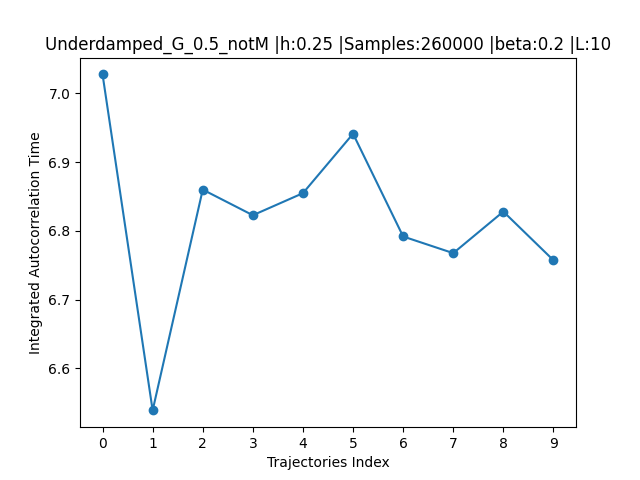 Underdamped_G_0.5_notM |h:0.25 |Samples:260000 |beta:0.2 |L:10
Integrated Autocorrelation Time
7.0
6.9
6.8
6.7
6.6
0 1 2 3 4 5 6 7 8 9
Trajectories Index